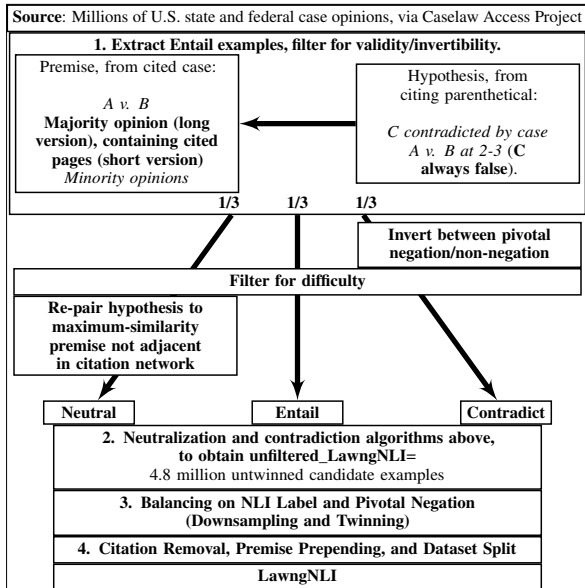 Source: Millions of U.S. state and federal case opinions, via Caselaw Access Project
1. Extract Entail examples, filter for validity/invertibility.
Premise, from cited case:
A v. B
Majority opinion (long
version), containing cited
pages (short version)
Minority opinions
Hypothesis, from
citing parenthetical:
C contradicted by case
A v. B at 2-3 (C
always false).
1/3 1/3 1/3
Invert between pivotal
negation/non-negation
Filter for difficulty
Re-pair hypothesis to
maximum-similarity
premise not adjacent
in citation network
Neutral Entail Contradict
2. Neutralization and contradiction algorithms above,
to obtain unfiltered_LawngNLI=
4.8 million untwinned candidate examples
3. Balancing on NLI Label and Pivotal Negation
(Downsampling and Twinning)
4. Citation Removal, Premise Prepending, and Dataset Split
LawngNLI